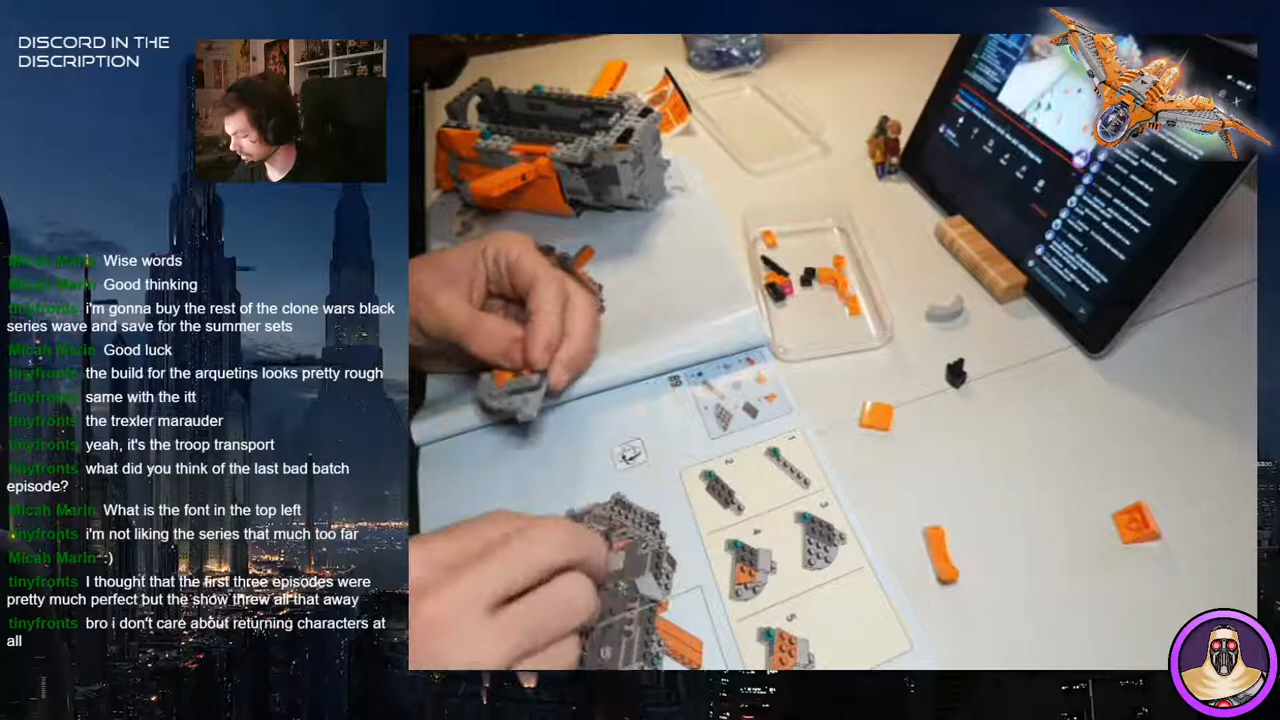 DISCORD IN THE
DISCRIPTION
Micah Marin Wise words
Micah Marin Good thinking
tinyfronts i'm gonna buy the rest of the clone wars black
series wave and save for the summer sets
Micah Marin Good luck
tinyfronts the build for the arquetins looks pretty rough
tinyfronts same with the itt
tinyfronts the trexler marauder
tinyfronts yeah, it's the troop transport
tinyfronts what did you think of the last bad batch
episode?
Micah Marin What is the font in the top left
tinyfronts i'm not liking the series that much too far
Micah Marin :)
tinyfronts I thought that the first three episodes were
pretty much perfect but the show threw all that away
tinyfronts bro i don't care about returning characters at
all
89
1
2
3
4
5